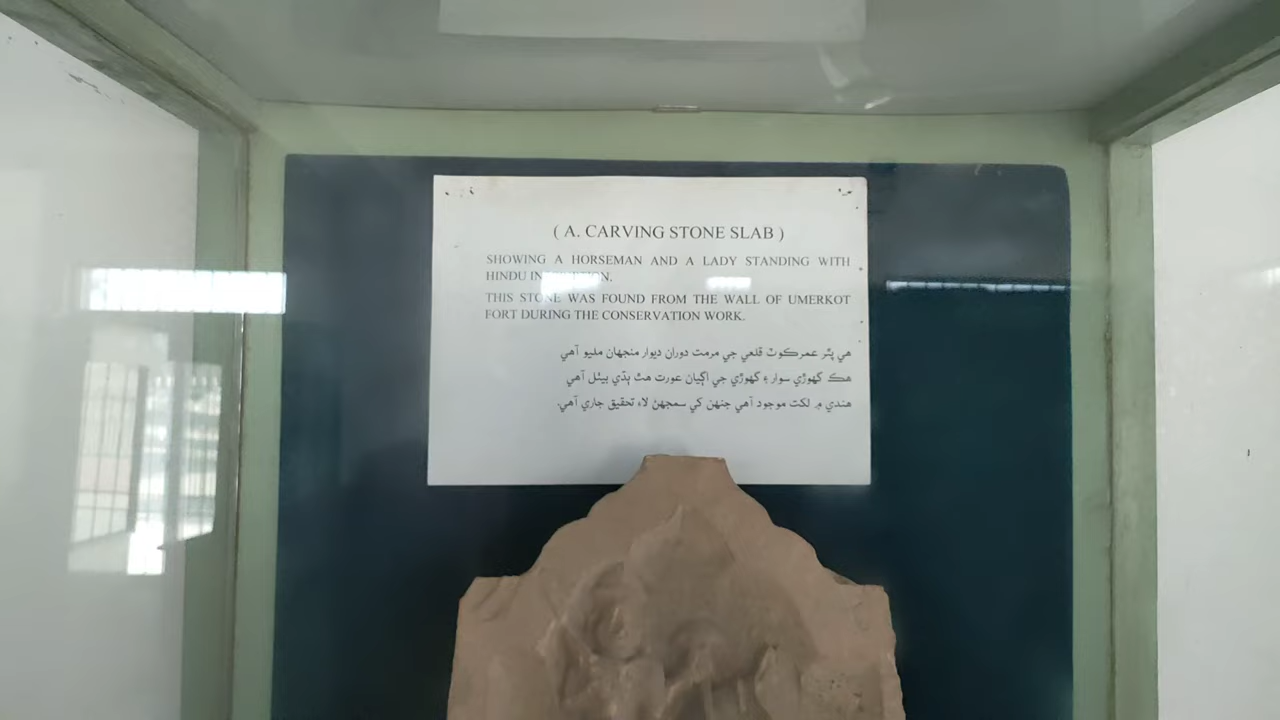 ( A. CARVING STONE SLAB )
SHOWING A HORSEMAN AND A LADY STANDING WITH
HINDU
THIS STONE WAS FOUND FROM THE WALL OF UMERKOT
FORT DURING THE CONSERVATION WORK.
هي پٿر عمرڪوٽ قلعي جي مرمت دوران ديوار منجهان مليو آهي
هڪ گهوڙي سوار ۽ گهوڙي جي اڳيان عورت هٿ ٻڌي بيٺل آهي
هندي ۾ لکت موجود آهي جنهن کي سمجهڻ لاءِ تحقيق جاري آهي.